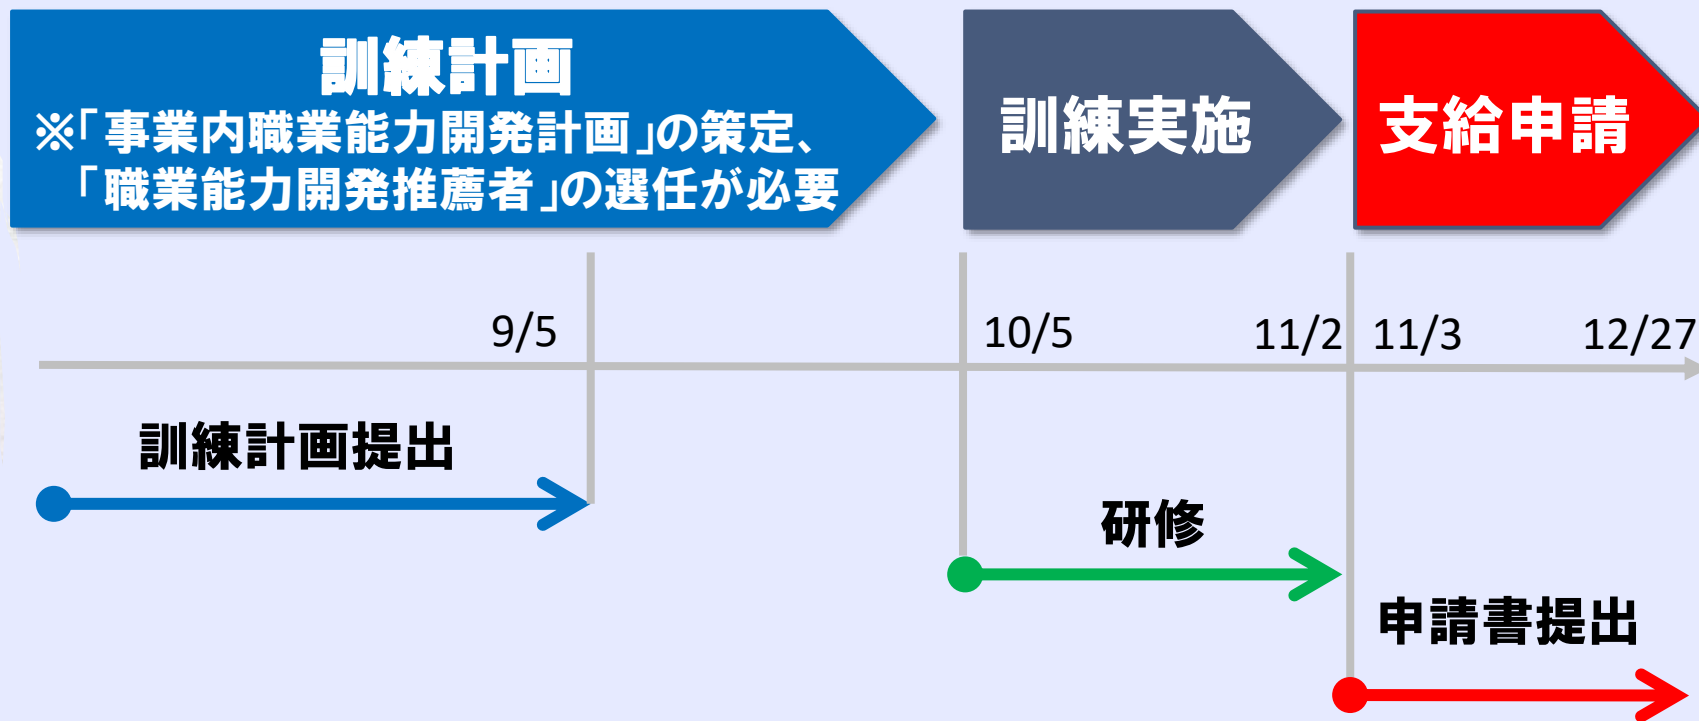 訓練計画
※「事業内職業能力開発計画」の策定、
「職業能力開発推薦者」の選任が必要
訓練実施
支給申請
9/5
10/5
11/2
11/3
12/27
訓練計画提出
研修
申請書提出